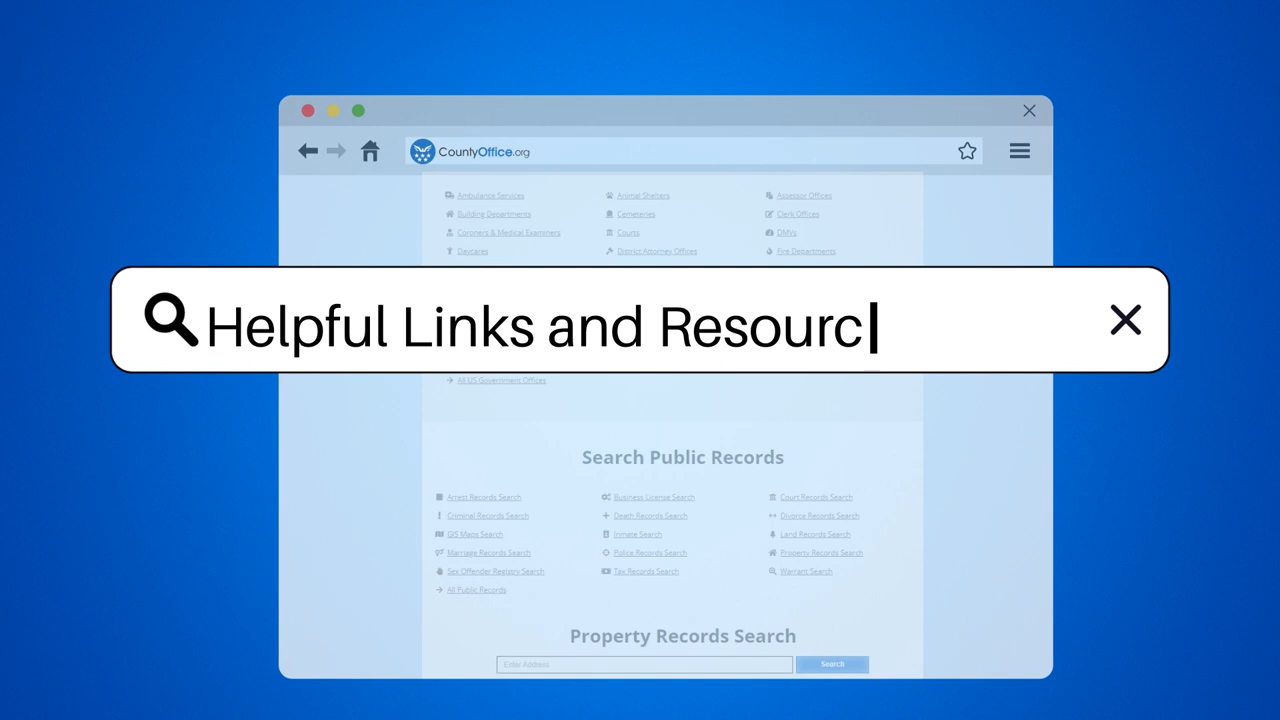 CountyOffice.org
Ambulance Services Animal Shelters Assessor Offices
Building Departments Cemeteries Clerk Offices
Coroners & Medical Examiners Courts DMVs
Daycares District Attorney Offices Fire Departments
Helpful Links and Resourc
All US Government Offices
Search Public Records
Arrest Records Search Business License Search Court Records Search
Criminal Records Search Death Records Search Divorce Records Search
GIS Maps Search Inmate Search Land Records Search
Marriage Records Search Police Records Search Property Records Search
Sex Offender Registry Search Tax Records Search Warrant Search
All Public Records
Property Records Search
Enter Address Search